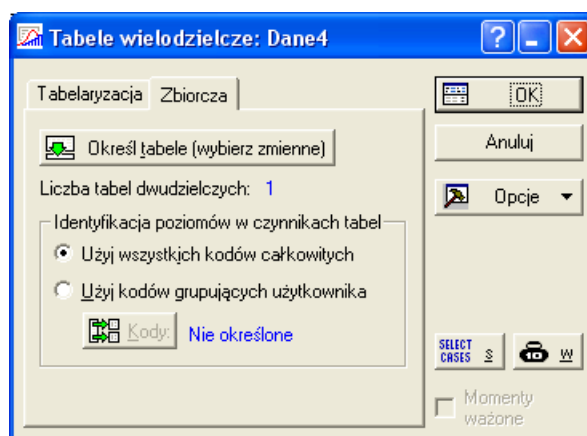 Tabele wielodzielcze: Dane4
Tabelaryzacja Zbiorcza
OK
Określ tabele (wybierz zmienne)
Anuluj
Liczba tabel dwudzielczych: 1
Opcje
Identyfikacja poziomów w czynnikach tabel
Użyj wszystkich kodów całkowitych
Użyj kodów grupujących użytkownika
Kody: Nie określone
SELECT CASES S W
Momenty
ważone